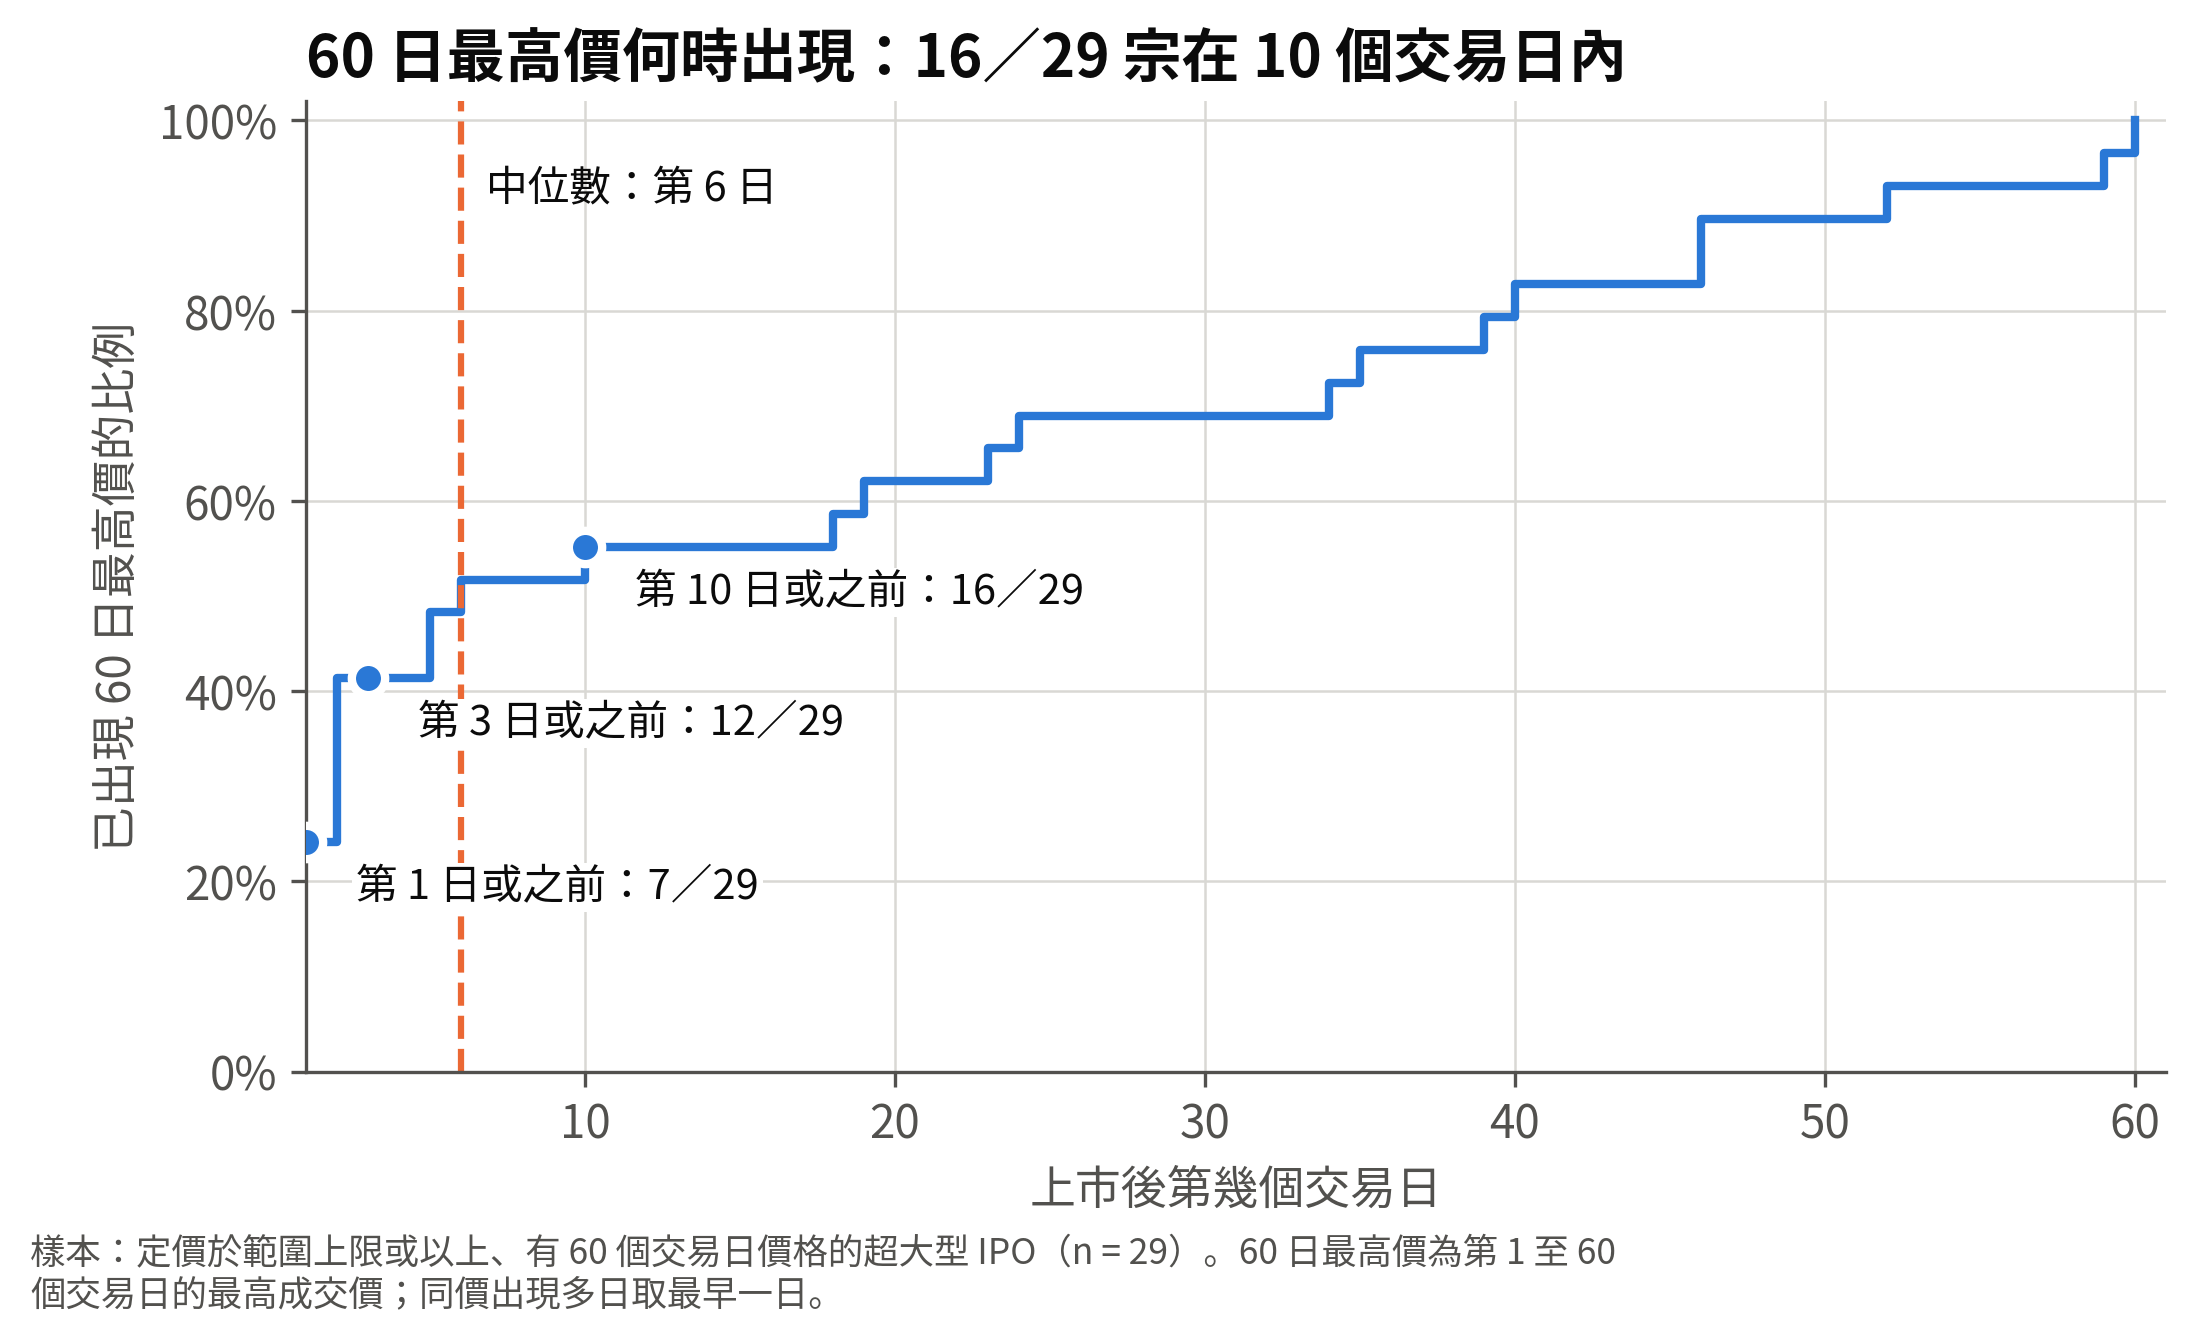 60 日最高價何時出現：16／29 宗在 10 個交易日內
100%
80%
60%
40%
20%
0%
已出現 60 日最高價的比例
中位數：第 6 日
第 10 日或之前：16／29
第 3 日或之前：12／29
第 1 日或之前：7／29
10 20 30 40 50 60
上市後第幾個交易日
樣本：定價於範圍上限或以上、有 60 個交易日價格的超大型 IPO（n = 29）。60 日最高價為第 1 至 60
個交易日的最高成交價；同價出現多日取最早一日。